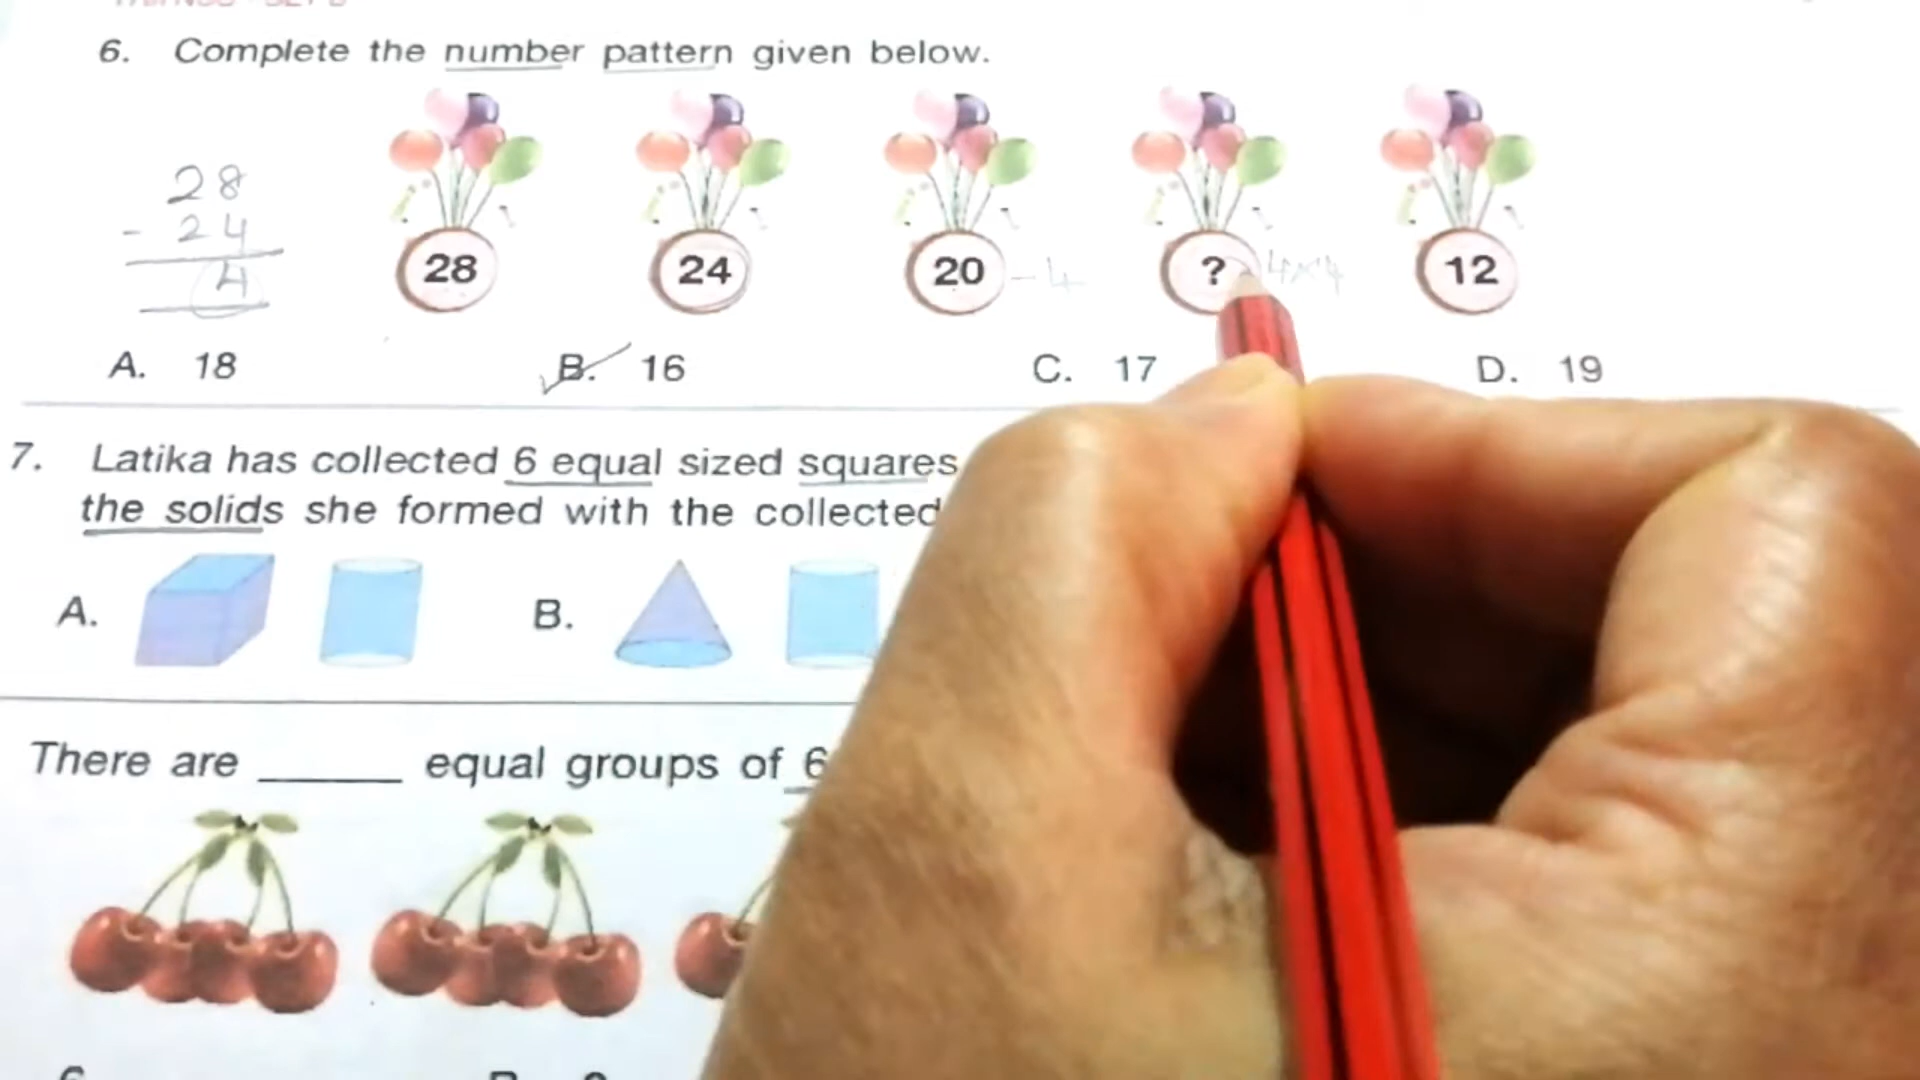 6. Complete the number pattern given below.
28
- 24
4
28 24 20 - 4 ? 4x4 12
A. 18 B. 16 C. 17 D. 19
7. Latika has collected 6 equal sized squares
the solids she formed with the collected
A. B.
There are ______ equal groups of 6